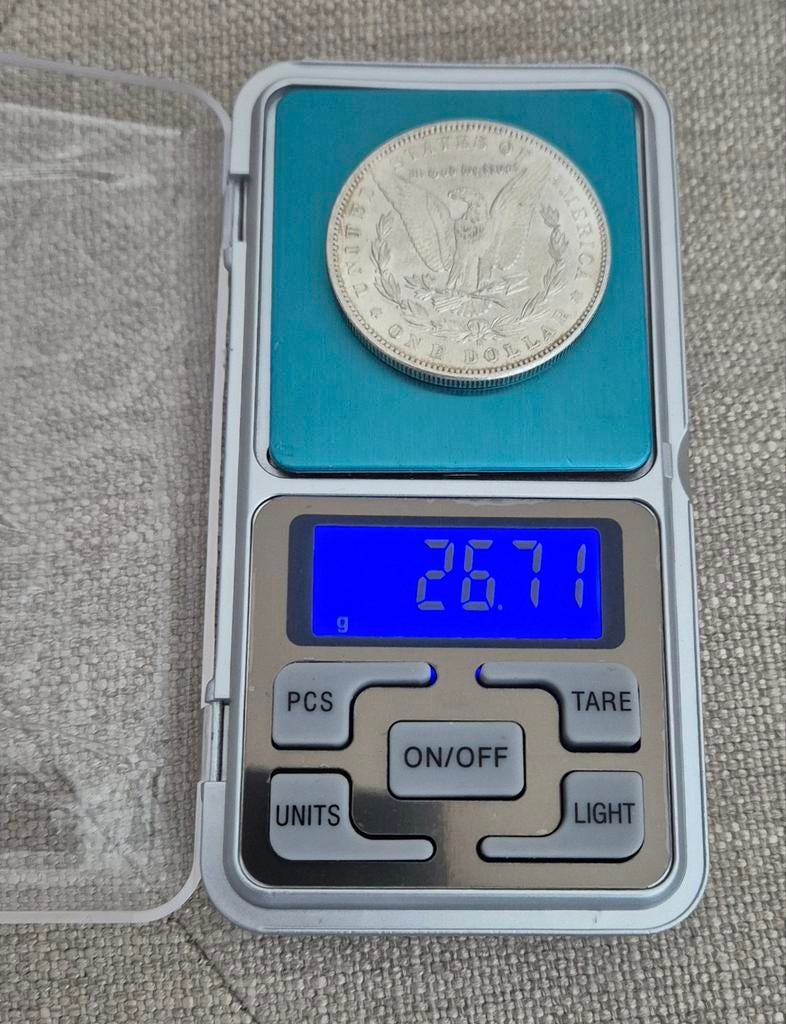 UNITED STATES OF AMERICA
In God we trust
ONE DOLLAR
26.71
g
PCS
TARE
ON/OFF
UNITS
LIGHT